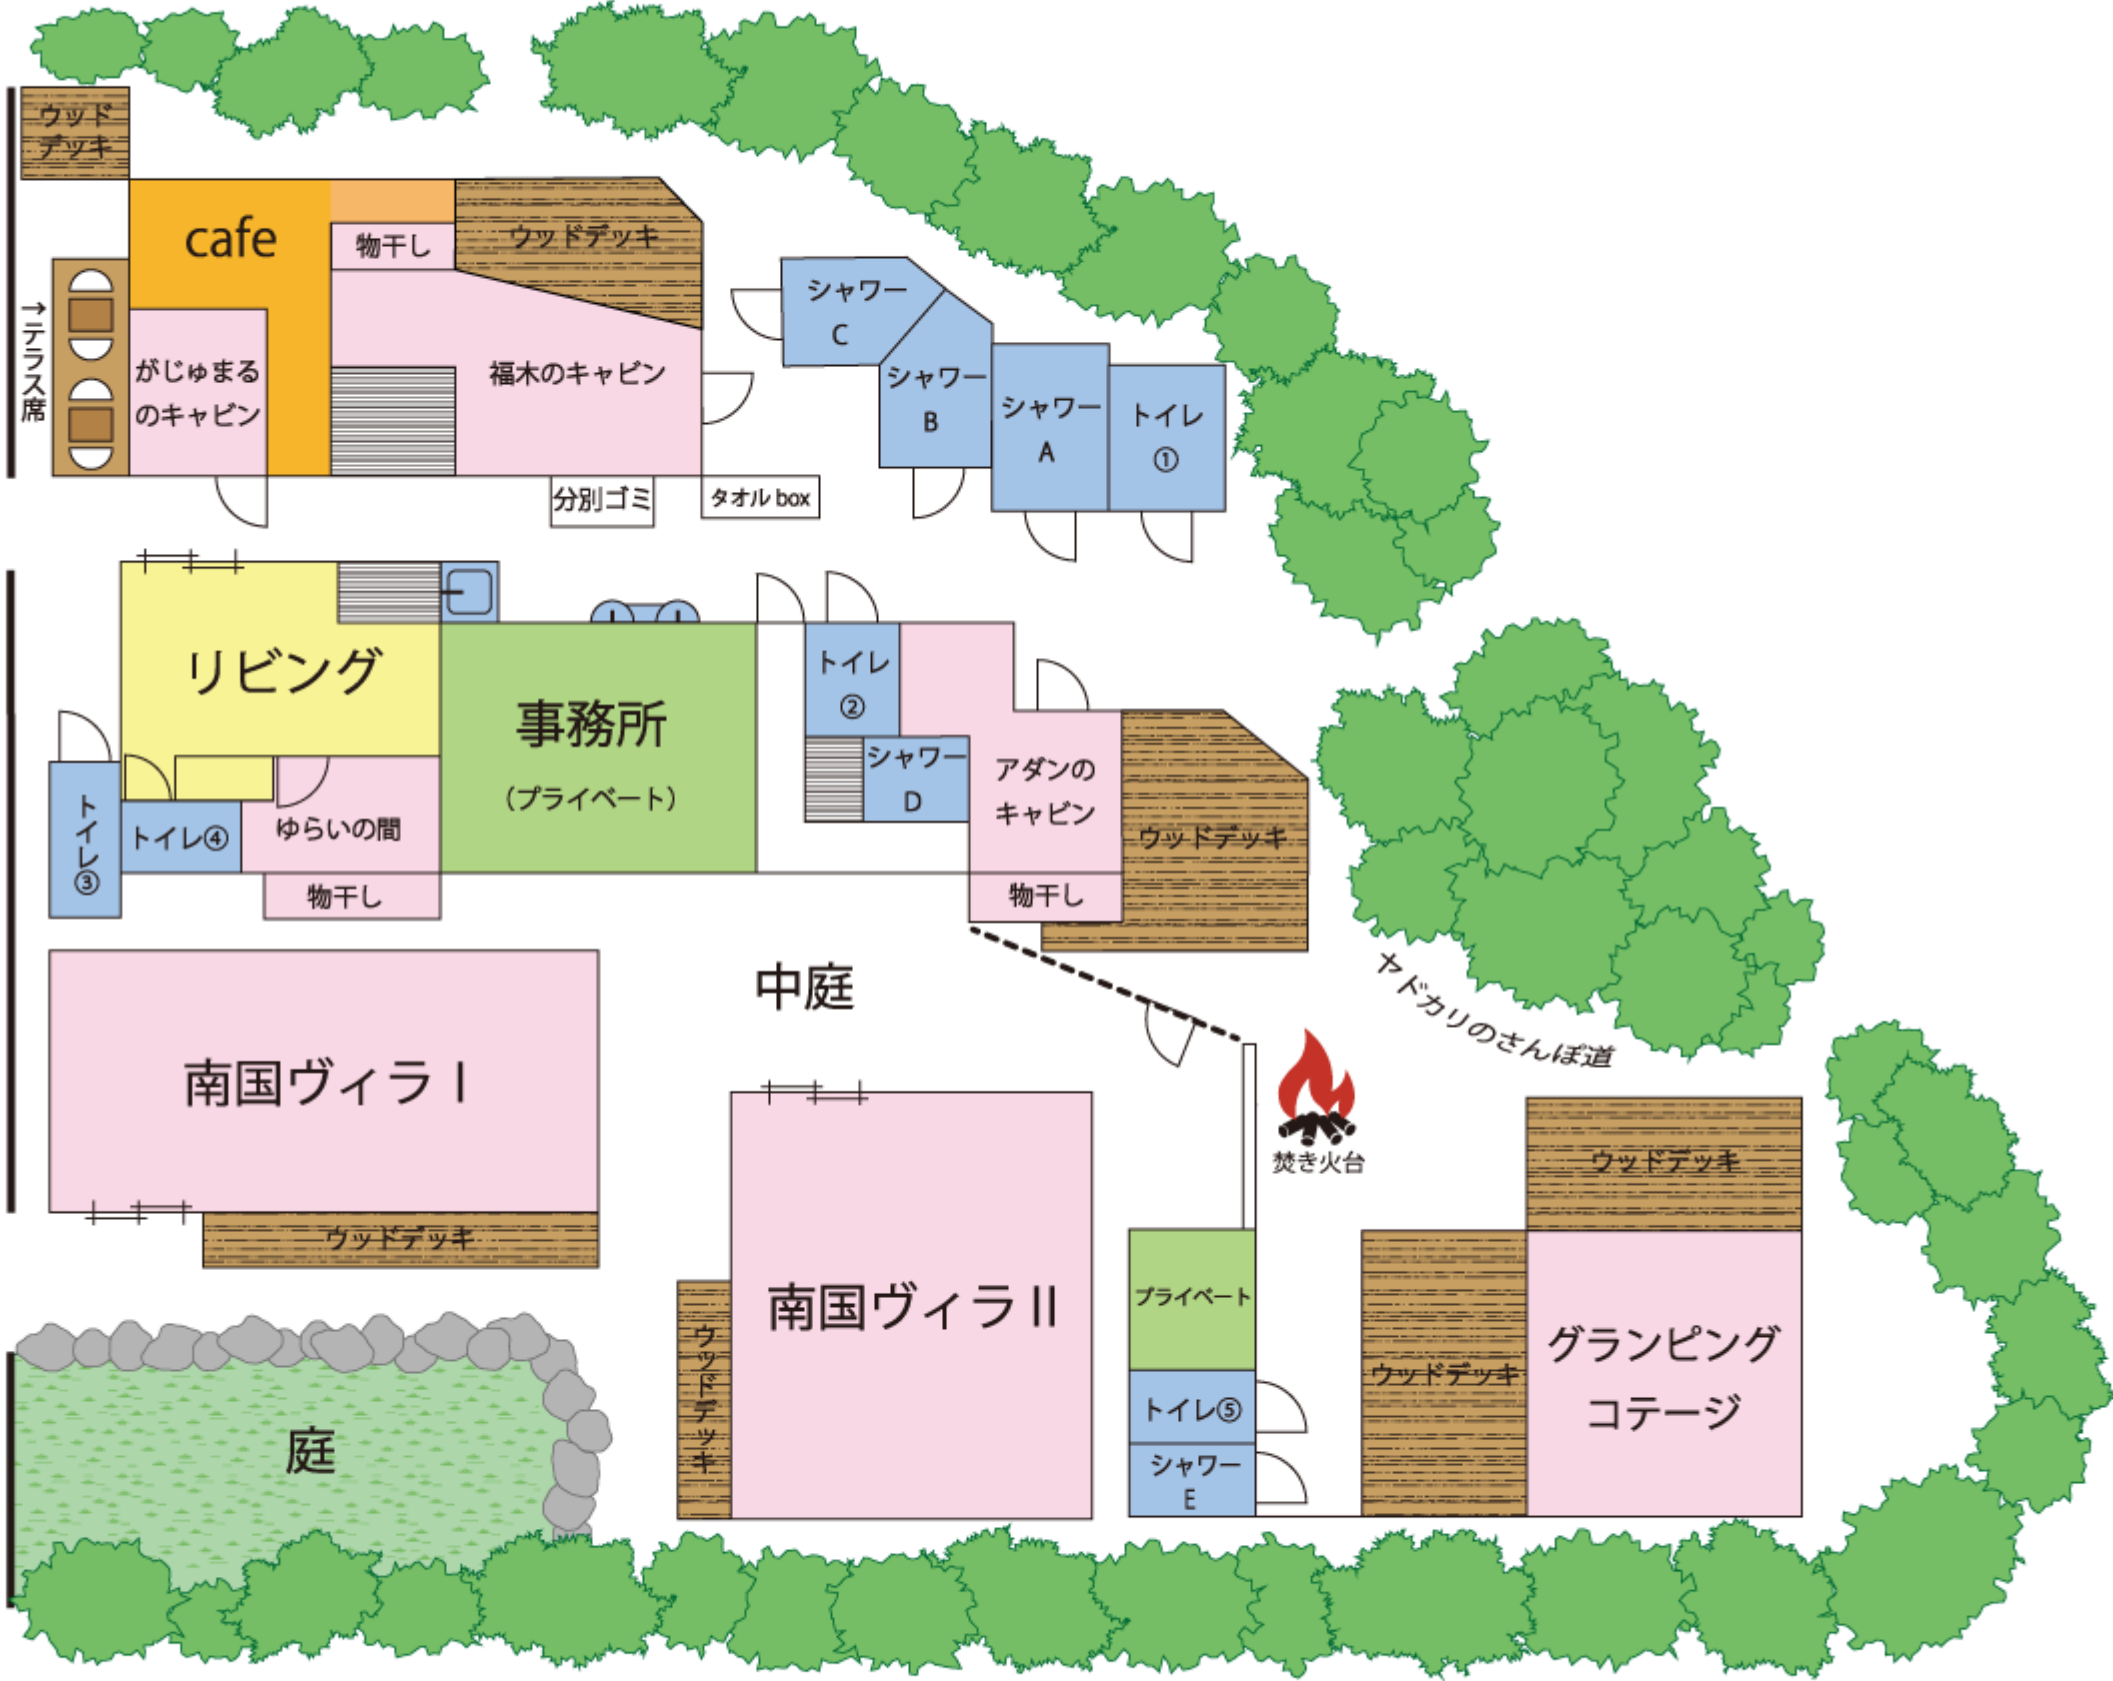 ウッド
デッキ
cafe
物干し
ウッドデッキ
→テラス席
がじゅまる
のキャビン
福木のキャビン
シャワー
C
シャワー
B
シャワー
A
トイレ
①
分別ゴミ
タオル box
リビング
事務所
（プライベート）
トイレ
②
シャワー
D
アダンの
キャビン
ウッドデッキ
トイレ③
トイレ④
ゆらいの間
物干し
物干し
中庭
ヤドカリのさんぽ道
南国ヴィラ I
ウッドデッキ
焚き火台
ウッドデッキ
南国ヴィラ II
ウッドデッキ
プライベート
トイレ⑤
シャワー
E
ウッドデッキ
グランピング
コテージ
庭